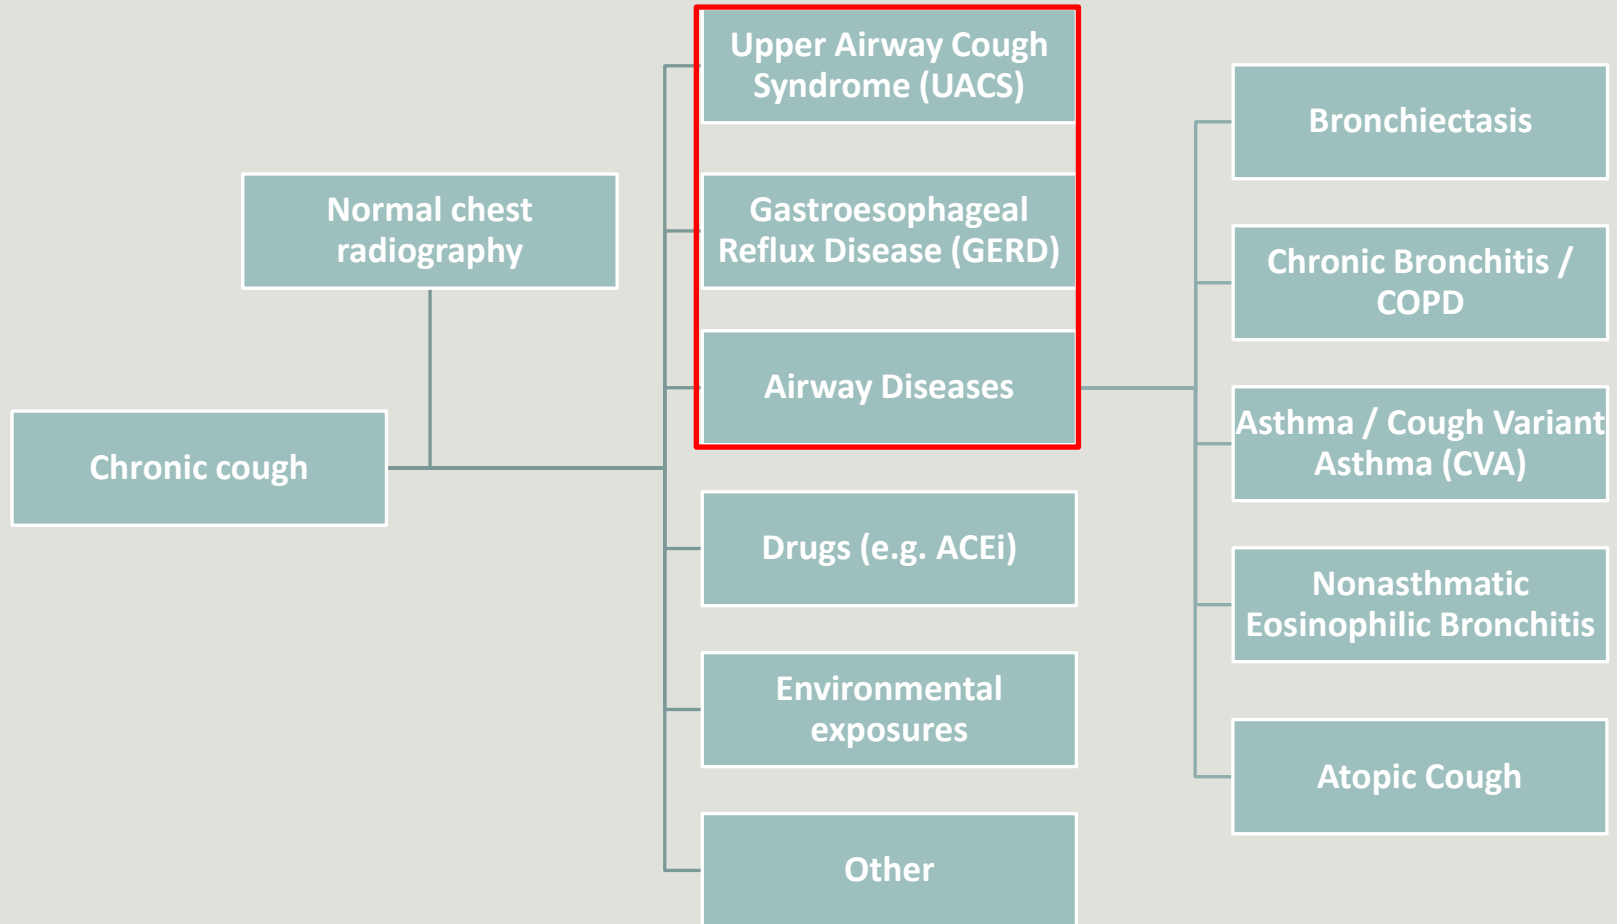 Chronic cough
Normal chest
radiography
Upper Airway Cough
Syndrome (UACS)
Gastroesophageal
Reflux Disease (GERD)
Airway Diseases
Drugs (e.g. ACEi)
Environmental
exposures
Other
Bronchiectasis
Chronic Bronchitis /
COPD
Asthma / Cough Variant
Asthma (CVA)
Nonasthmatic
Eosinophilic Bronchitis
Atopic Cough